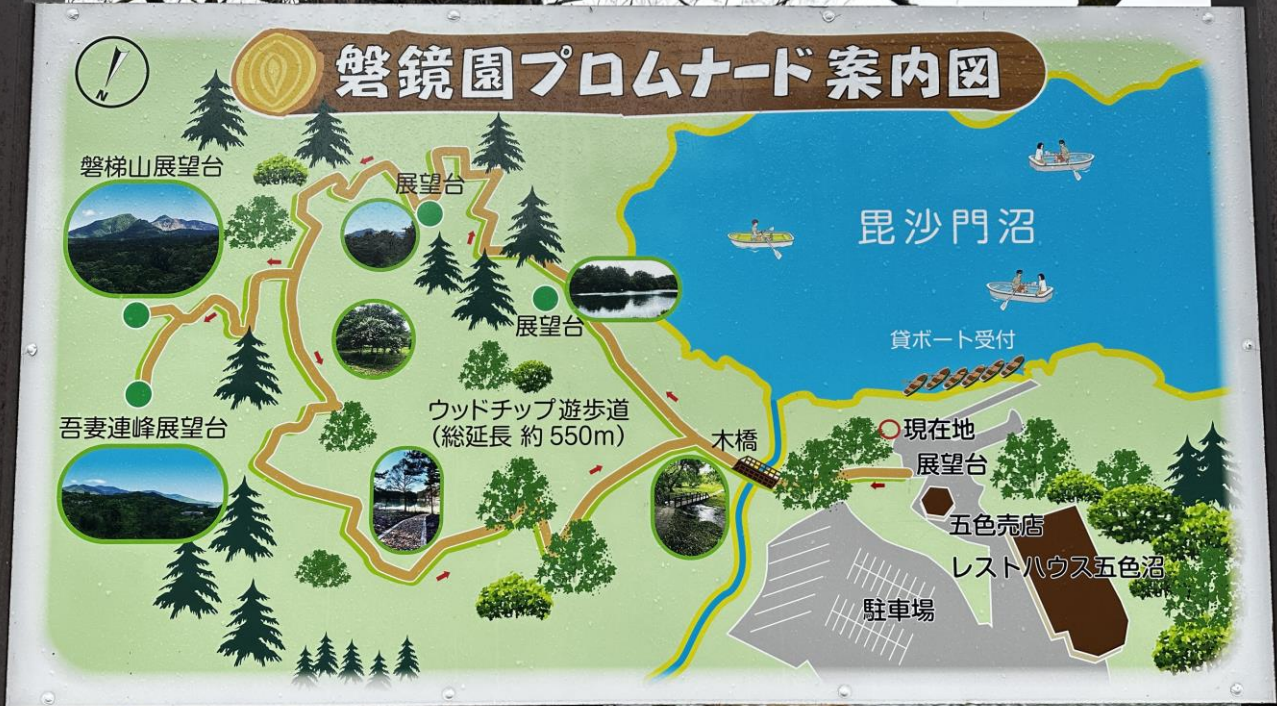 磐鏡園プロムナード案内図
N
磐梯山展望台
展望台
毘沙門沼
展望台
貸ボート受付
吾妻連峰展望台
ウッドチップ遊歩道
（総延長 約550m）
木橋
現在地
展望台
五色売店
レストハウス五色沼
駐車場